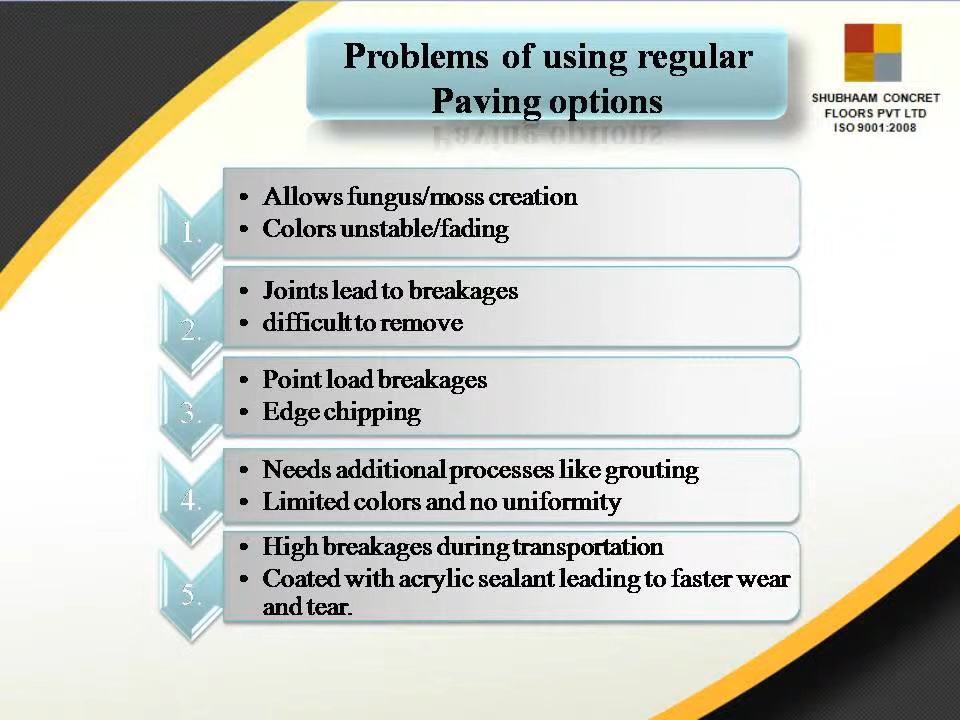 Problems of using regular
Paving options
SHUBHAAM CONCRET
FLOORS PVT LTD
ISO 9001:2008
1.
• Allows fungus/moss creation
• Colors unstable/fading
2.
• Joints lead to breakages
• difficult to remove
3.
• Point load breakages
• Edge chipping
4.
• Needs additional processes like grouting
• Limited colors and no uniformity
5.
• High breakages during transportation
• Coated with acrylic sealant leading to faster wear
and tear.